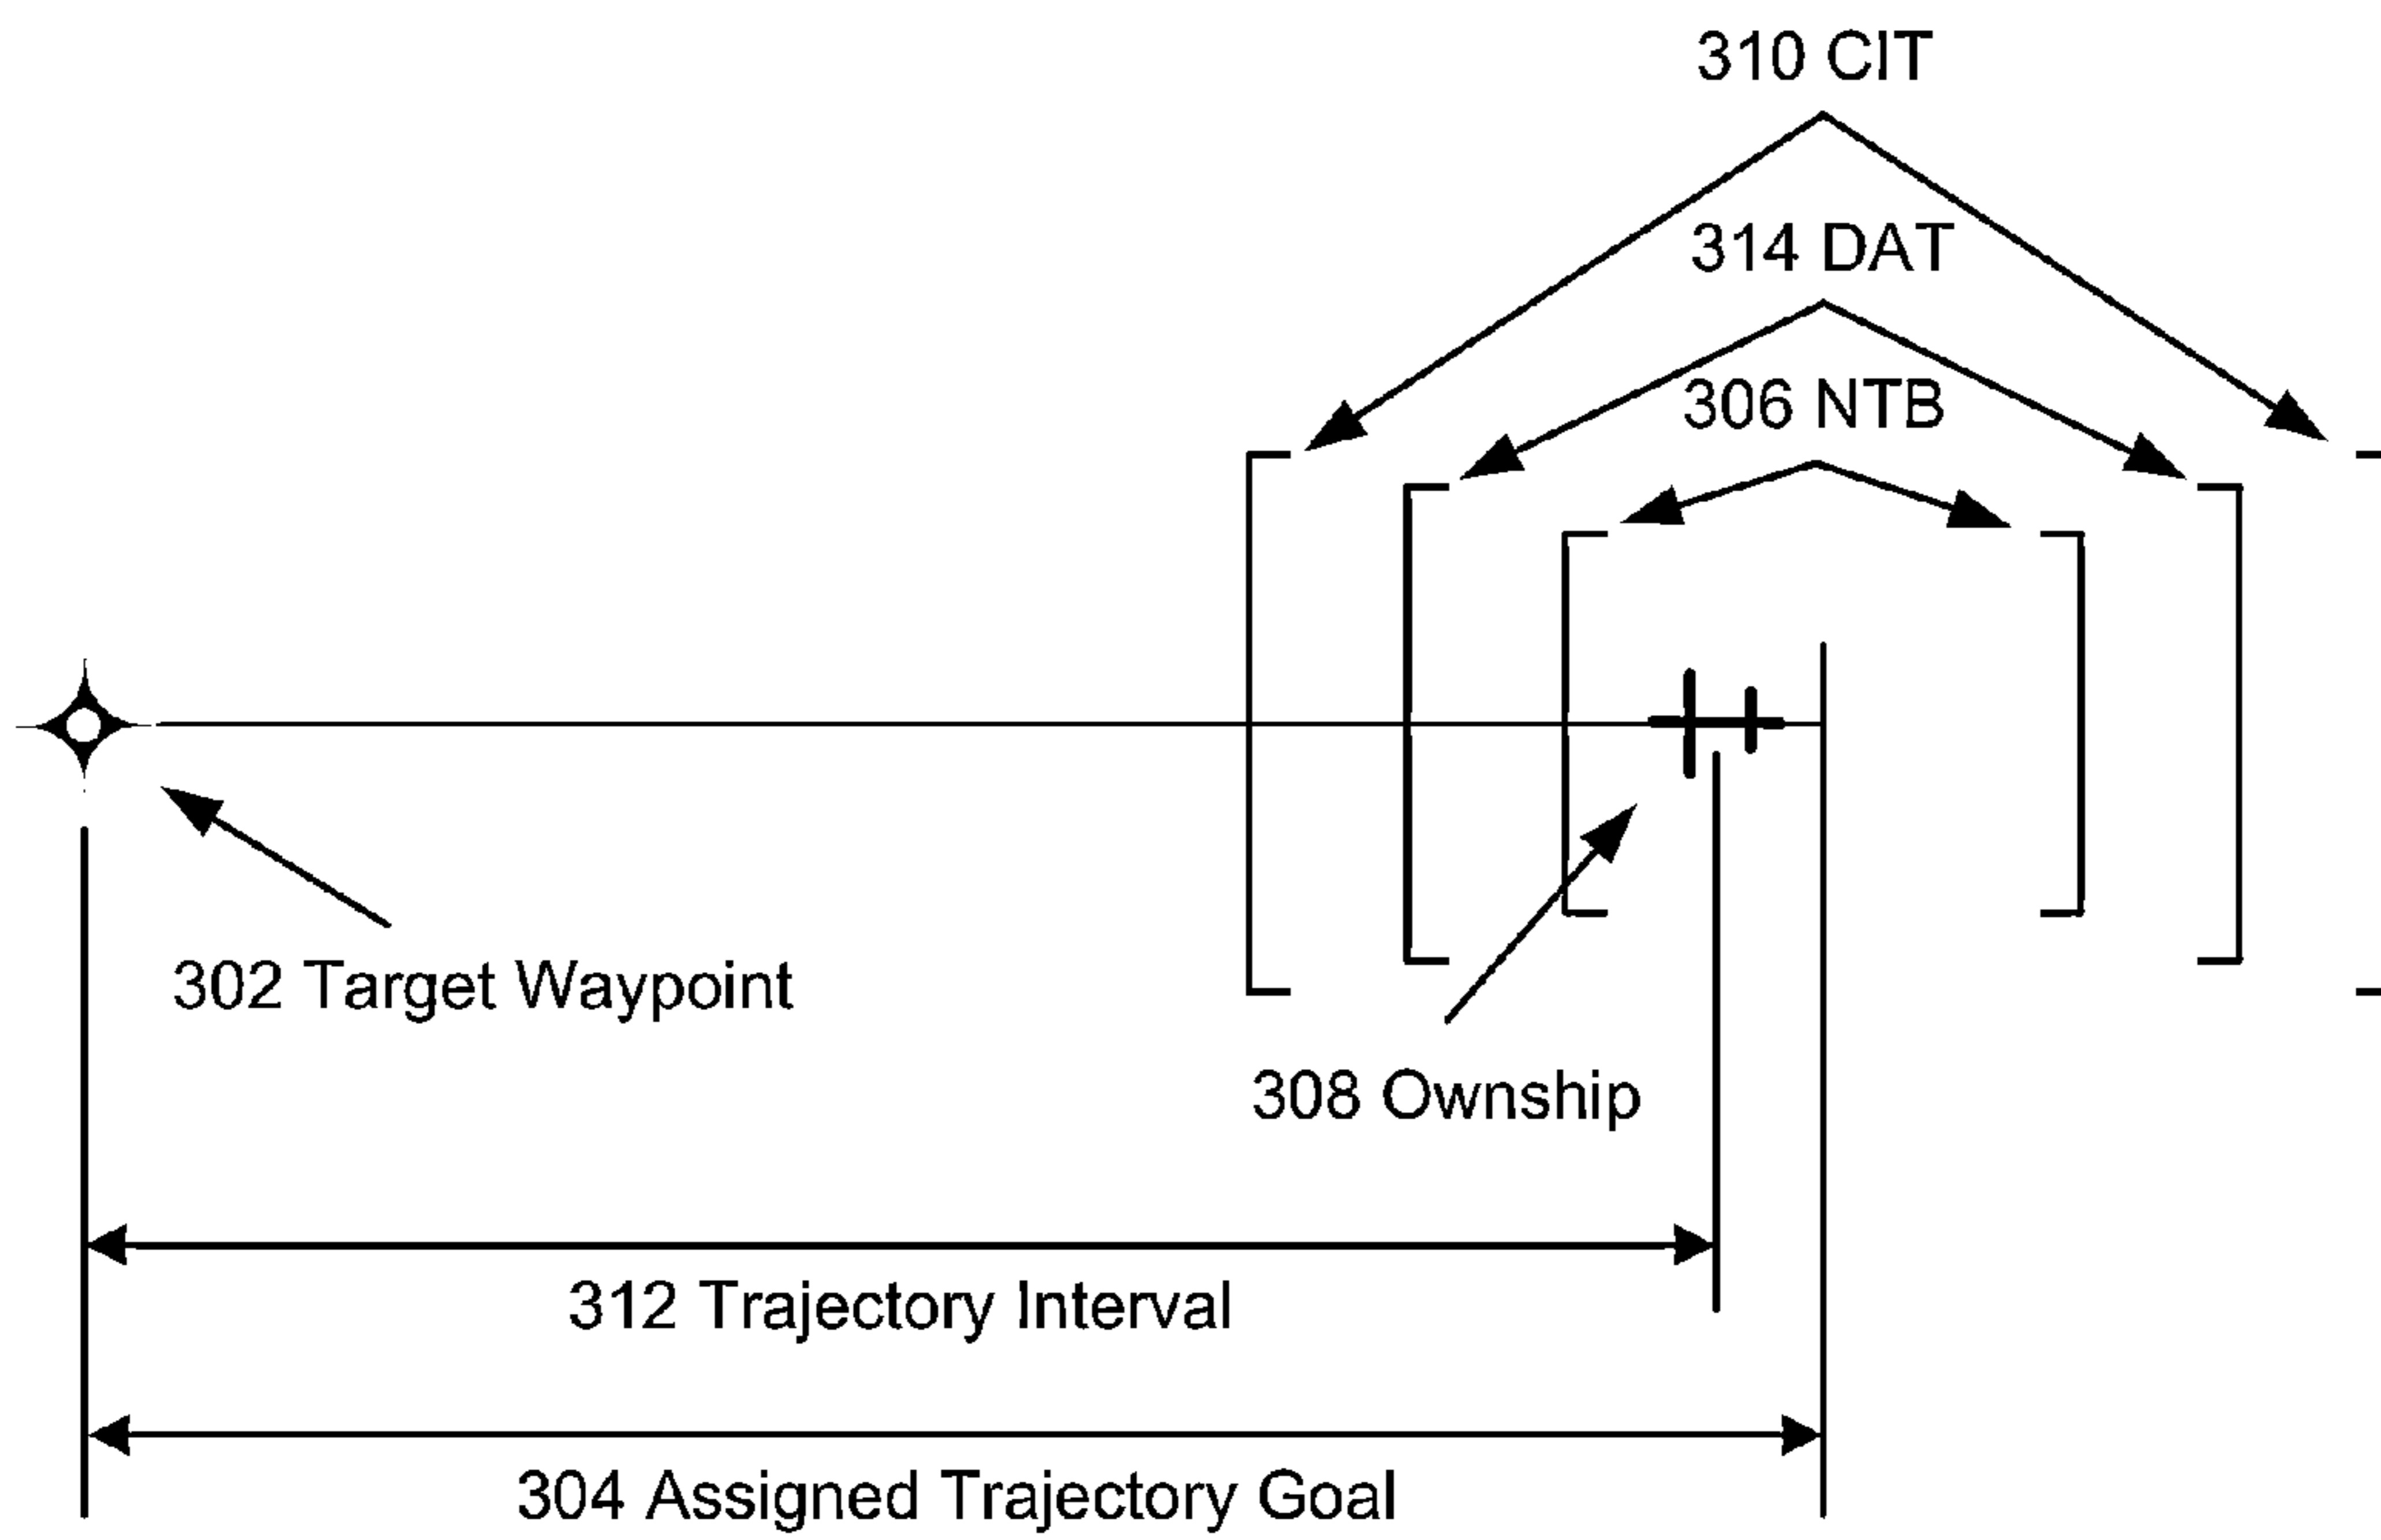 310 CIT
314 DAT
306 NTB
302 Target Waypoint
308 Ownship
312 Trajectory Interval
304 Assigned Trajectory Goal